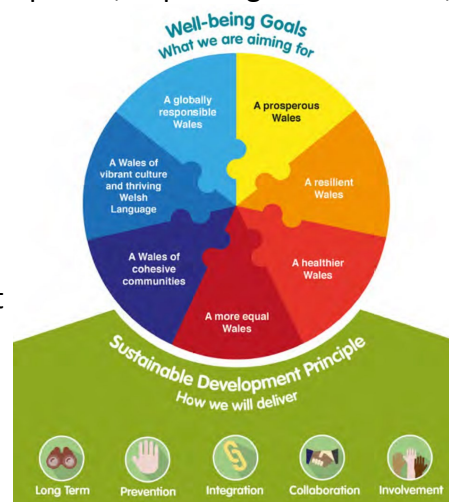 Well-being Goals
What we are aiming for
A globally
responsible
Wales
A prosperous
Wales
A Wales of
vibrant culture
and thriving
Welsh
Language
A resilient
Wales
A Wales of
cohesive
communities
A healthier
Wales
A more equal
Wales
Sustainable Development Principle
How we will deliver
Long Term
Prevention
Integration
Collaboration
Involvement